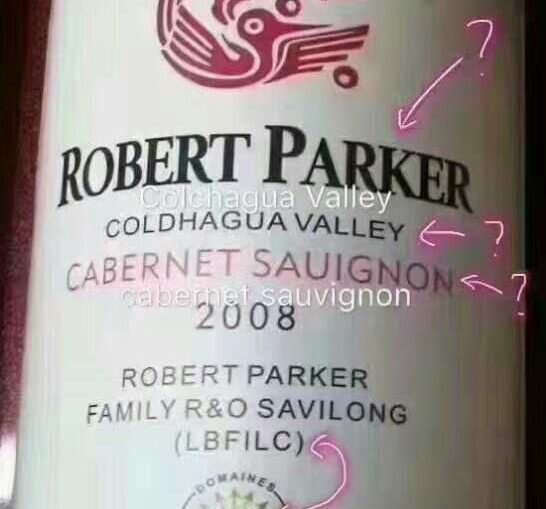 ?
ROBERT PARKER
Colchagua Valley
COLDHAGUA VALLEY
?
CABERNET SAUIGNON
?
cabernet sauvignon
2008
ROBERT PARKER
FAMILY R&O SAVILONG
(LBFILC)
DOMAINES